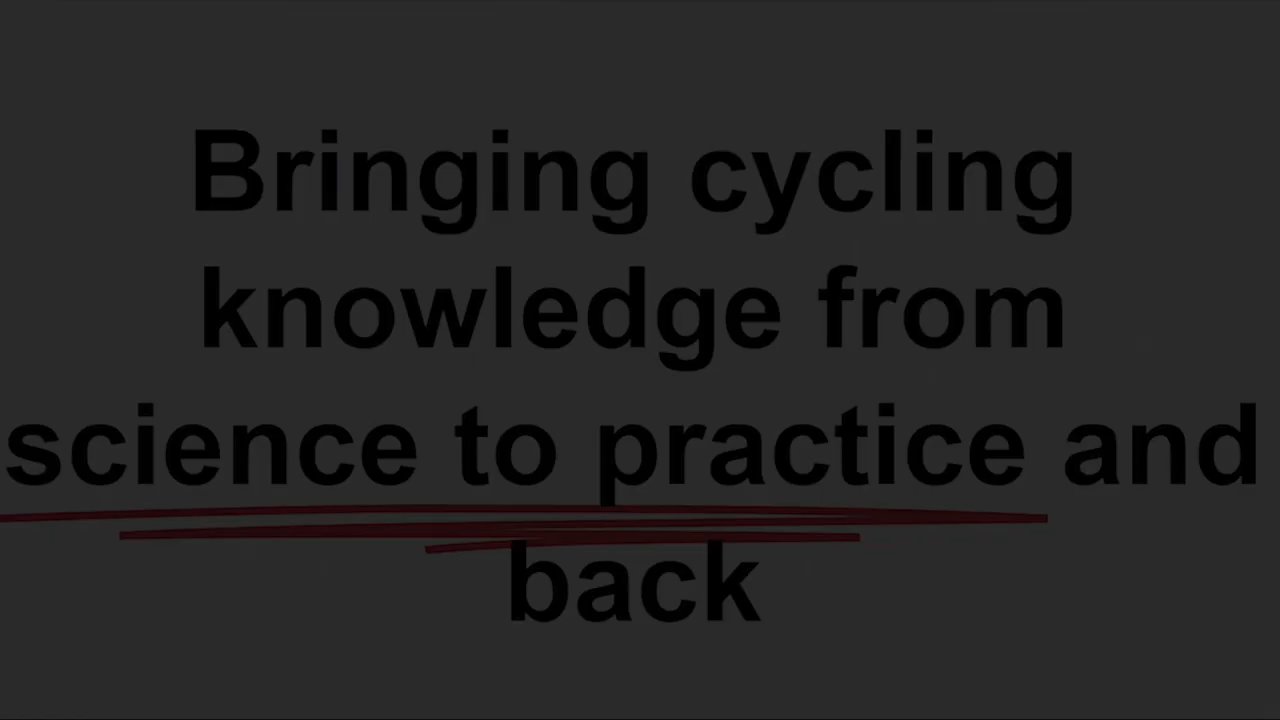 Bringing cycling
knowledge from
science to practice and
back